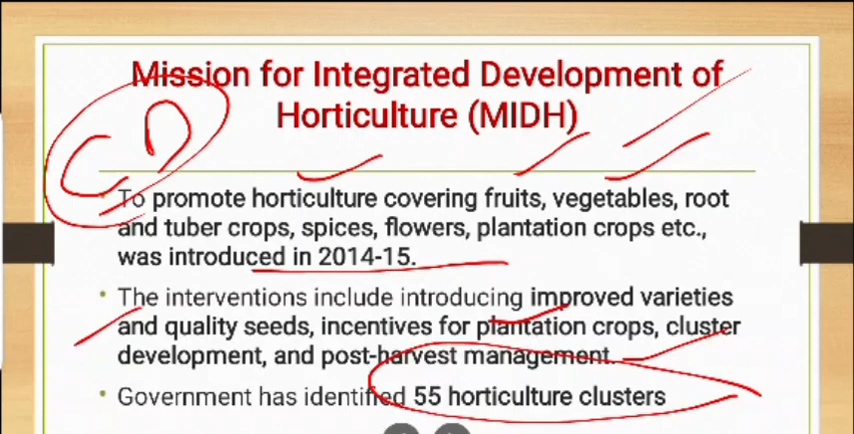 Mission for Integrated Development of
Horticulture (MIDH)
CD
• To promote horticulture covering fruits, vegetables, root
and tuber crops, spices, flowers, plantation crops etc.,
was introduced in 2014-15.
• The interventions include introducing improved varieties
and quality seeds, incentives for plantation crops, cluster
development, and post-harvest management.
• Government has identified 55 horticulture clusters